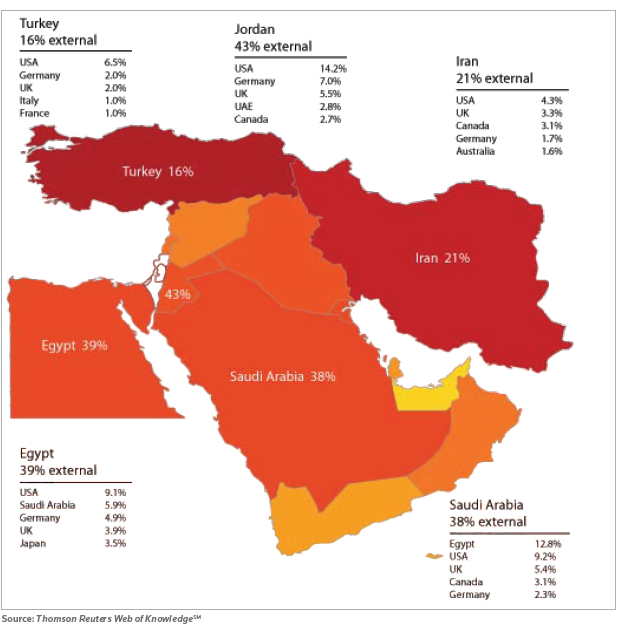 Turkey
16% external
USA 6.5%
Germany 2.0%
UK 2.0%
Italy 1.0%
France 1.0%
Jordan
43% external
USA 14.2%
Germany 7.0%
UK 5.5%
UAE 2.8%
Canada 2.7%
Iran
21% external
USA 4.3%
UK 3.3%
Canada 3.1%
Germany 1.7%
Australia 1.6%
Turkey 16%
Iran 21%
43%
Egypt 39%
Saudi Arabia 38%
Egypt
39% external
USA 9.1%
Saudi Arabia 5.9%
Germany 4.9%
UK 3.9%
Japan 3.5%
Saudi Arabia
38% external
Egypt 12.8%
USA 9.2%
UK 5.4%
Canada 3.1%
Germany 2.3%
Source: Thomson Reuters Web of Knowledge℠